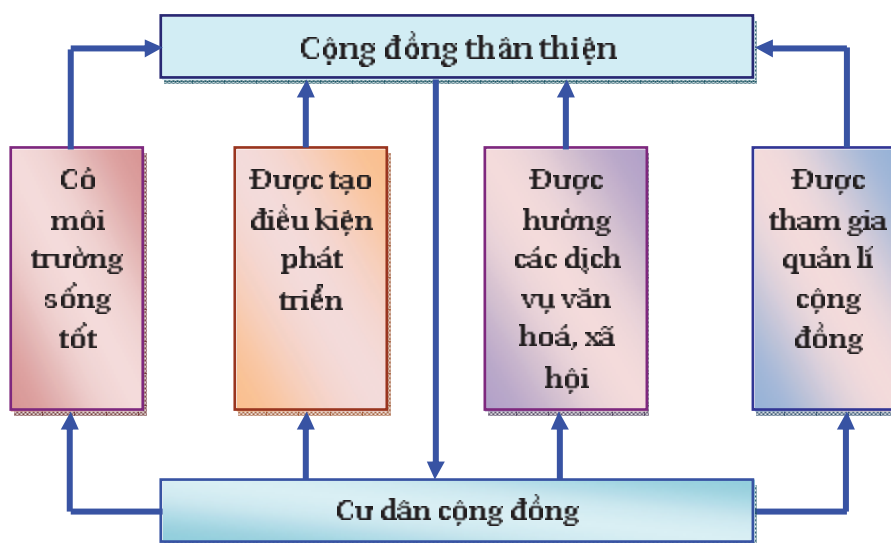 Cộng đồng thân thiện
Có
môi
trường
sống
tốt
Được tạo
điều kiện
phát
triển
Được
hưởng
các dịch
vụ văn
hoá, xã
hội
Được
tham gia
quản lí
cộng
đồng
Cư dân cộng đồng